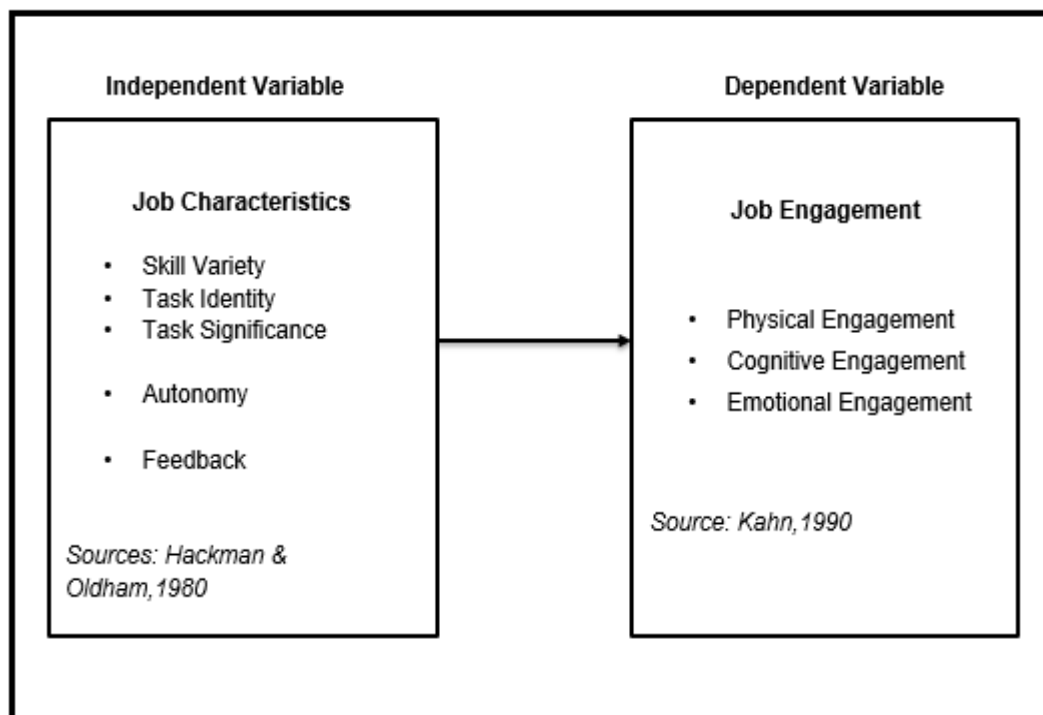 Independent Variable
Job Characteristics
• Skill Variety
• Task Identity
• Task Significance
• Autonomy
• Feedback
Sources: Hackman &
Oldham,1980
Dependent Variable
Job Engagement
• Physical Engagement
• Cognitive Engagement
• Emotional Engagement
Source: Kahn,1990